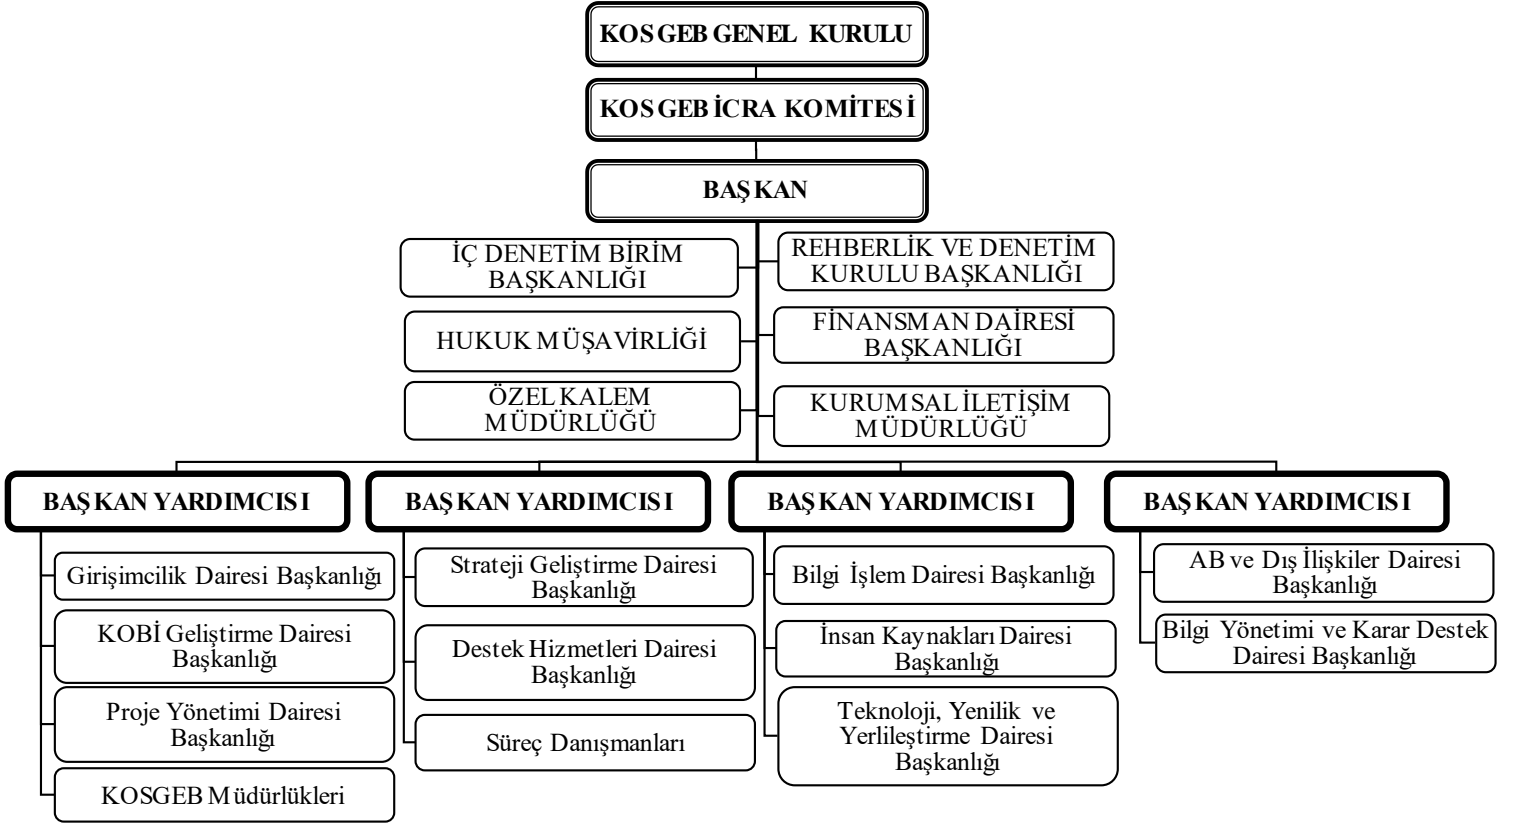 KOSGEB GENEL KURULU
KOSGEB İCRA KOMİTESİ
BAŞKAN
İÇ DENETİM BİRİM
BAŞKANLIĞI
REHBERLİK VE DENETİM
KURULU BAŞKANLIĞI
HUKUK MÜŞAVİRLİĞİ
FİNANSMAN DAİRESİ
BAŞKANLIĞI
ÖZEL KALEM
MÜDÜRLÜĞÜ
KURUMSAL İLETİŞİM
MÜDÜRLÜĞÜ
BAŞKAN YARDIMCISI
Girişimcilik Dairesi Başkanlığı
KOBİ Geliştirme Dairesi
Başkanlığı
Proje Yönetimi Dairesi
Başkanlığı
KOSGEB Müdürlükleri
BAŞKAN YARDIMCISI
Strateji Geliştirme Dairesi
Başkanlığı
Destek Hizmetleri Dairesi
Başkanlığı
Süreç Danışmanları
BAŞKAN YARDIMCISI
Bilgi İşlem Dairesi Başkanlığı
İnsan Kaynakları Dairesi
Başkanlığı
Teknoloji, Yenilik ve
Yerlileştirme Dairesi
Başkanlığı
BAŞKAN YARDIMCISI
AB ve Dış İlişkiler Dairesi
Başkanlığı
Bilgi Yönetimi ve Karar Destek
Dairesi Başkanlığı